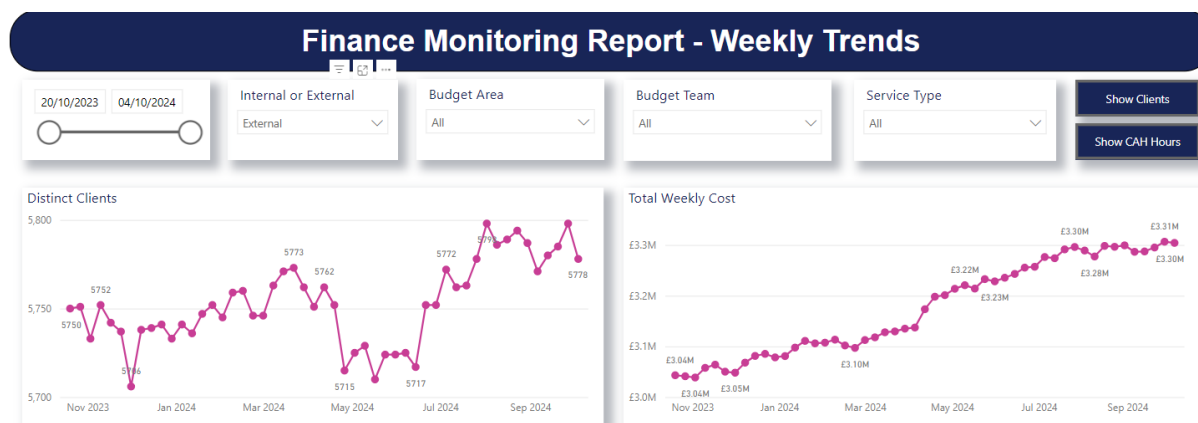 Finance Monitoring Report - Weekly Trends
20/10/2023 04/10/2024
Internal or External
External
Budget Area
All
Budget Team
All
Service Type
All
Show Clients
Show CAH Hours
Distinct Clients
5,800
5,750
5,700
5750
5752
5706
5773
5762
5715
5717
5772
5778
Nov 2023 Jan 2024 Mar 2024 May 2024 Jul 2024 Sep 2024
Total Weekly Cost
£3.3M
£3.2M
£3.1M
£3.0M
£3.04M
£3.04M
£3.05M
£3.10M
£3.22M
£3.23M
£3.30M
£3.28M
£3.31M
£3.30M
Nov 2023 Jan 2024 Mar 2024 May 2024 Jul 2024 Sep 2024